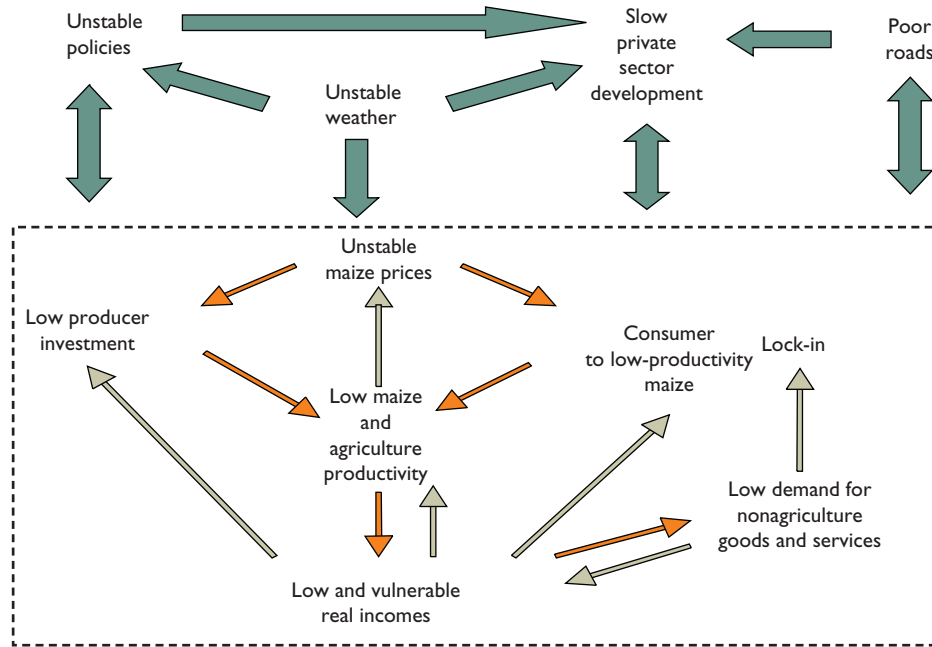 Unstable
policies
Slow
private
sector
development
Poor
roads
Unstable
weather
Unstable
maize prices
Low producer
investment
Consumer
to low-productivity
maize
Lock-in
Low maize
and
agriculture
productivity
Low demand for
nonagriculture
goods and services
Low and vulnerable
real incomes